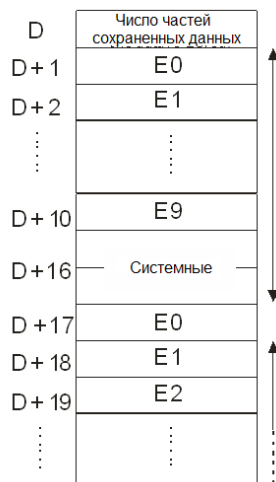 D
Число частей
сохраненных данных
D+1 E0
D+2 E1
D+10 E9
D+16 Системные
D+17 E0
D+18 E1
D+19 E2